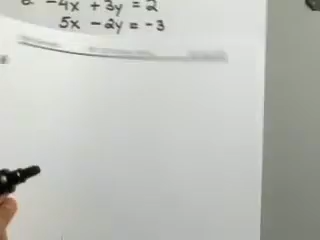 -4x + 3y = 2
5x - 2y = -3